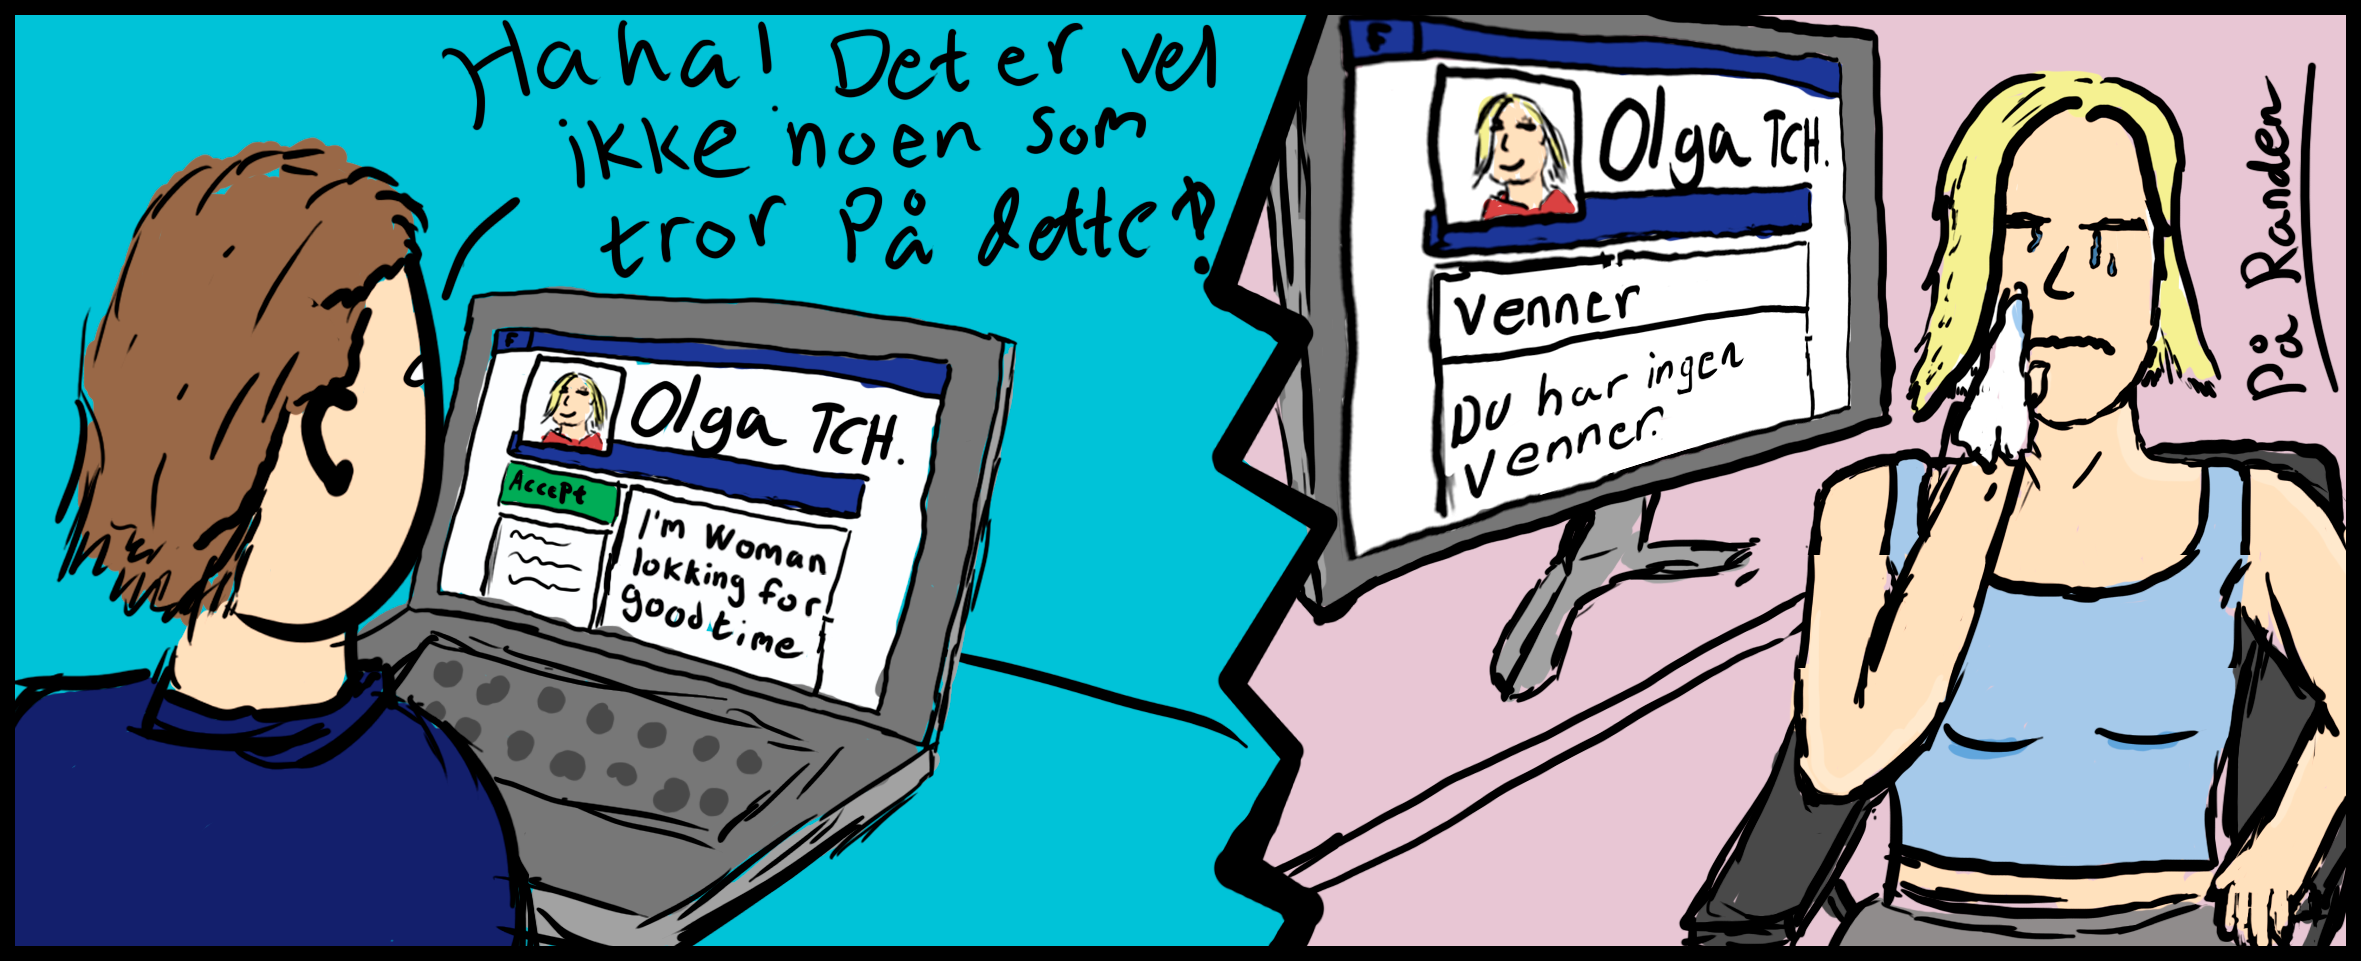 Haha! Det er vel
ikke noen som
tror På dette?!
F
Olga TCH.
Accept
I'm Woman
lokking for
good time
F
Olga TCH.
Venner
Du har ingen
Venner.
På Randen